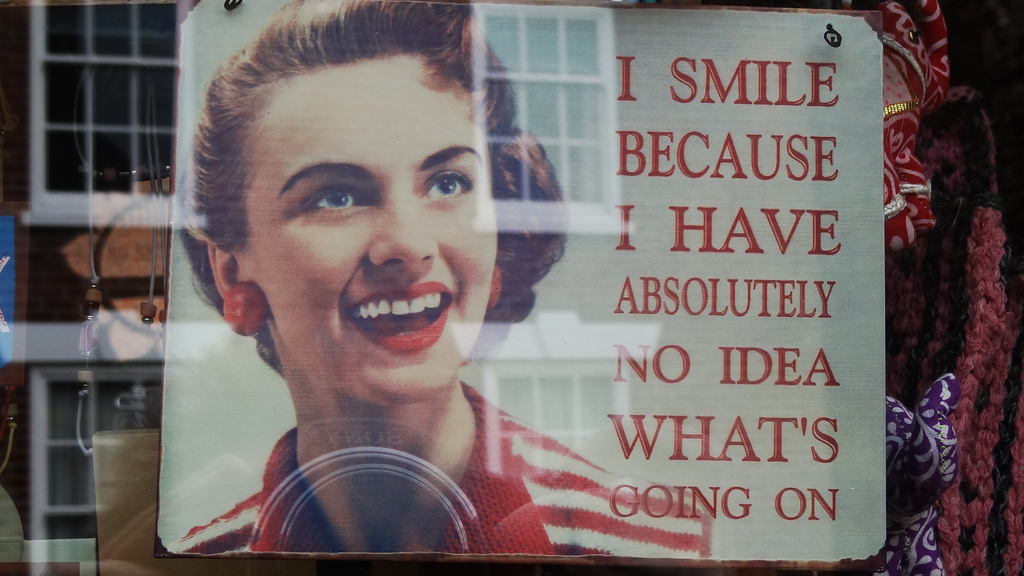 I SMILE
BECAUSE
I HAVE
ABSOLUTELY
NO IDEA
WHAT'S
GOING ON